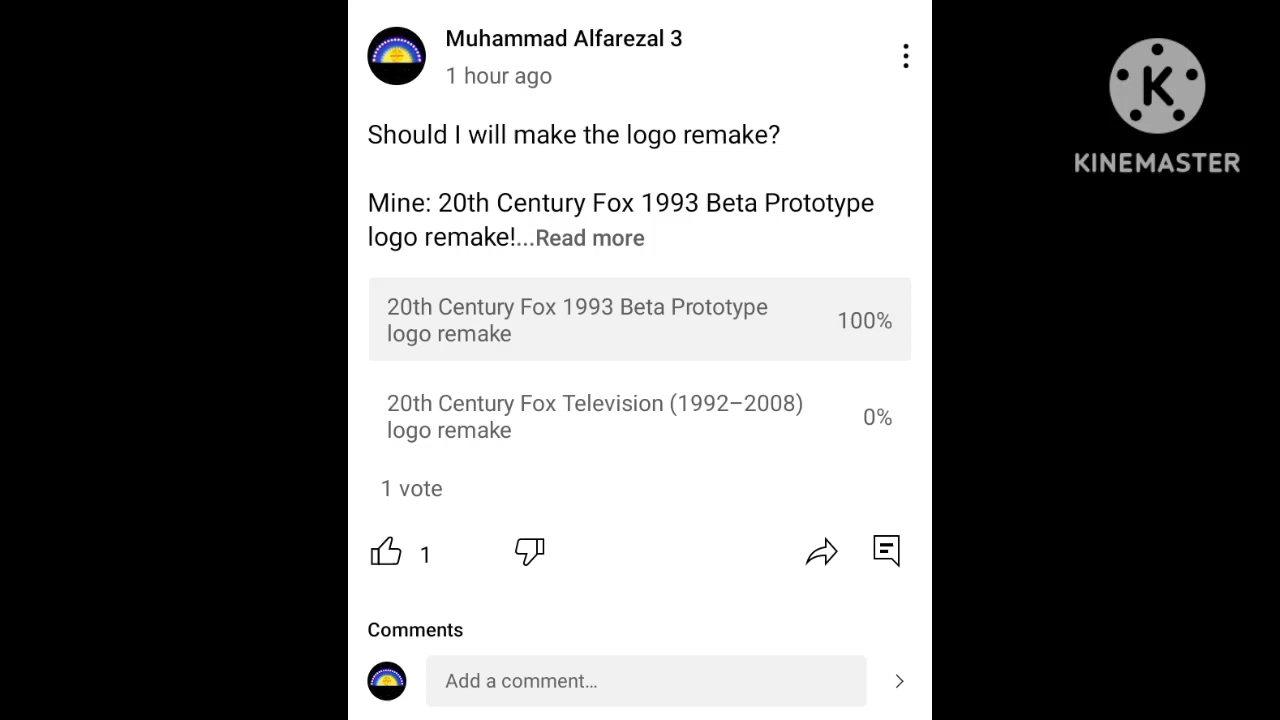 Muhammad Alfarezal 3
1 hour ago
K
KINEMASTER
Should I will make the logo remake?
Mine: 20th Century Fox 1993 Beta Prototype
logo remake!...Read more
20th Century Fox 1993 Beta Prototype
logo remake
100%
20th Century Fox Television (1992–2008)
logo remake
0%
1 vote
1
Comments
Add a comment...